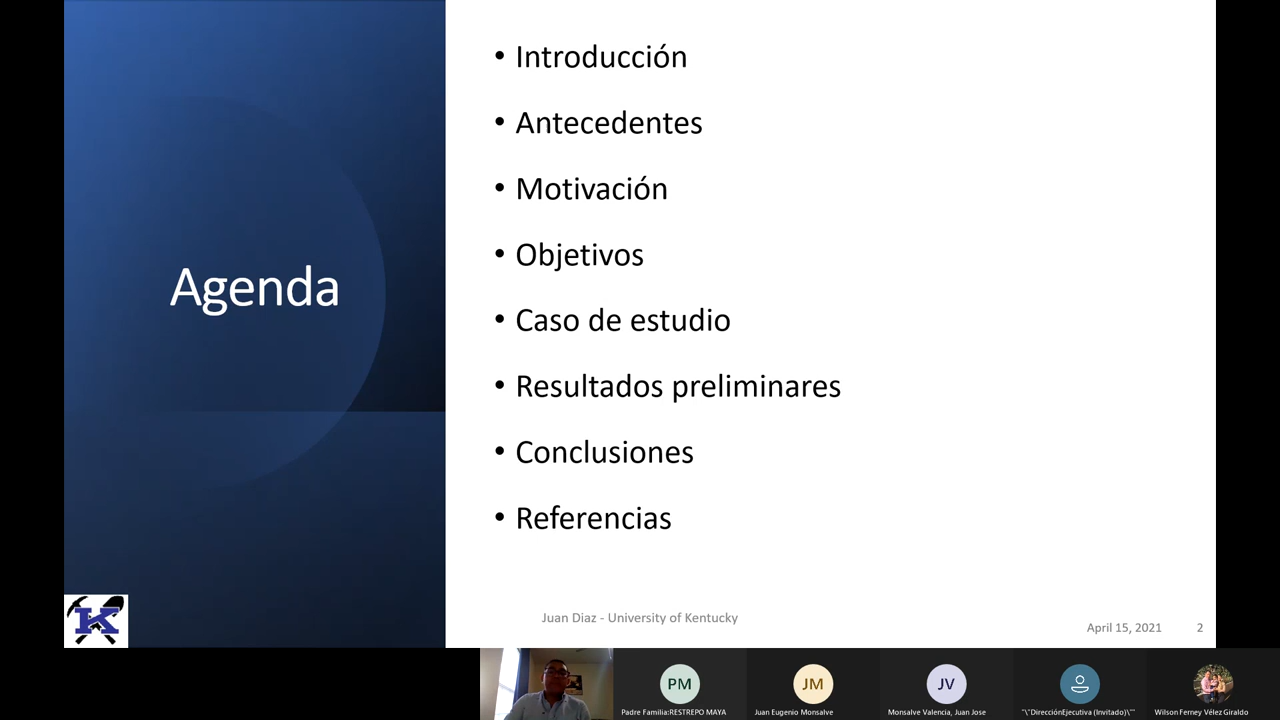 Agenda
• Introducción
• Antecedentes
• Motivación
• Objetivos
• Caso de estudio
• Resultados preliminares
• Conclusiones
• Referencias
K
Juan Diaz - University of Kentucky
April 15, 2021
2
PM
Padre Familia:RESTREPO MAYA
JM
Juan Eugenio Monsalve
JV
Monsalve Valencia, Juan Jose
"\"DirecciónEjecutiva (Invitado)\""
Wilson Ferney Vélez Giraldo